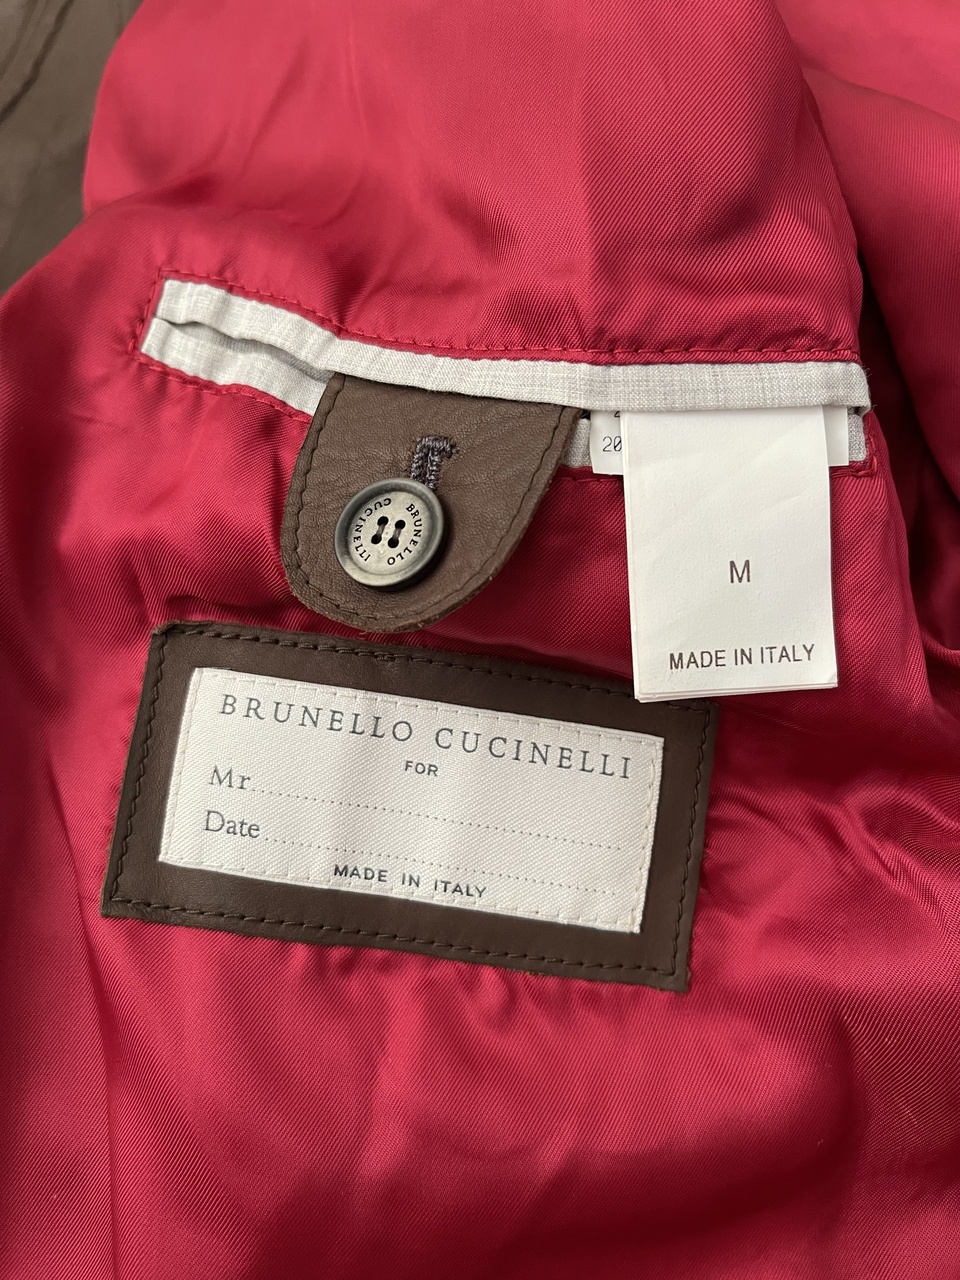 20
M
MADE IN ITALY
BRUNELLO CUCINELLI
BRUNELLO CUCINELLI
FOR
Mr
Date
MADE IN ITALY